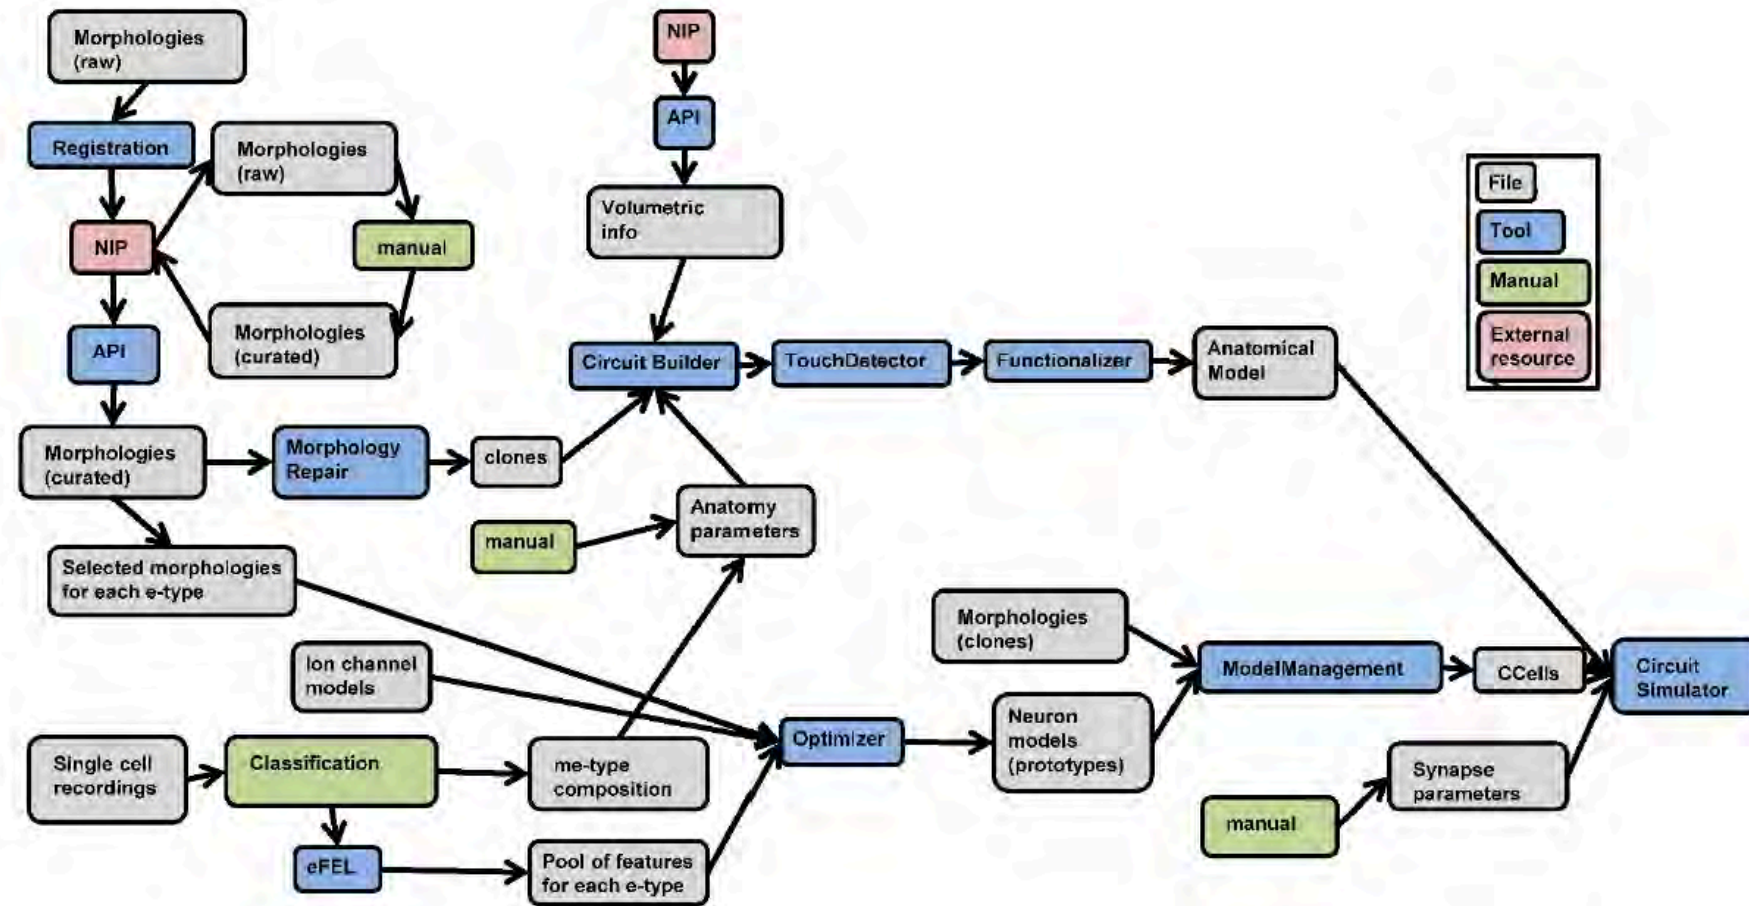 Morphologies
(raw)
NIP
API
Registration
Morphologies
(raw)
NIP
manual
Volumetric
info
File
Tool
Manual
External
resource
API
Morphologies
(curated)
Circuit Builder
TouchDetector
Functionalizer
Anatomical
Model
Morphologies
(curated)
Morphology
Repair
clones
Anatomy
parameters
manual
Selected morphologies
for each e-type
Morphologies
(clones)
Ion channel
models
ModelManagement
CCells
Circuit
Simulator
Single cell
recordings
Classification
me-type
composition
Optimizer
Neuron
models
(prototypes)
Synapse
parameters
manual
eFEL
Pool of features
for each e-type